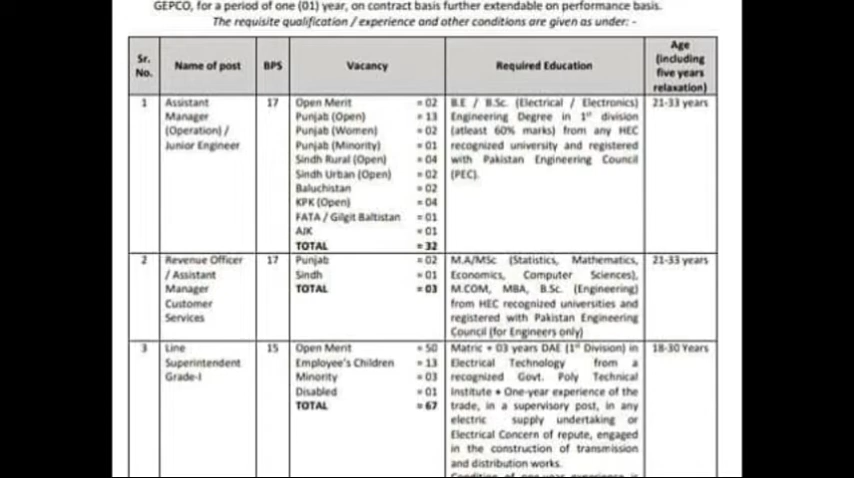 GEPCO, for a period of one (01) year, on contract basis further extendable on performance basis.
The requisite qualification / experience and other conditions are given as under: -
Sr. No. Name of post BPS Vacancy Required Education Age (including five years relaxation)
1 Assistant Manager (Operation) / Junior Engineer 17
Open Merit = 02
Punjab (Open) = 13
Punjab (Women) = 02
Punjab (Minority) = 01
Sindh Rural (Open) = 04
Sindh Urban (Open) = 02
Baluchistan = 02
KPK (Open) = 04
FATA / Gilgit Baltistan = 01
AJK = 01
TOTAL = 32
B.E / B.Sc. (Electrical / Electronics)
Engineering Degree in 1st division
(atleast 60% marks) from any HEC
recognized university and registered
with Pakistan Engineering Council
(PEC).
21-33 years
2 Revenue Officer / Assistant Manager Customer Services 17
Punjab = 02
Sindh = 01
TOTAL = 03
M.A/MSc (Statistics, Mathematics,
Economics, Computer Sciences),
M.COM, MBA, B.Sc. (Engineering)
from HEC recognized universities and
registered with Pakistan Engineering
Council (for Engineers only)
21-33 years
3 Line Superintendent Grade-I 15
Open Merit = 50
Employee's Children = 13
Minority = 03
Disabled = 01
TOTAL = 67
Matric + 03 years DAE (1st Division) in
Electrical Technology from a
recognized Govt. Poly Technical
Institute + One-year experience of the
trade, in a supervisory post, in any
electric supply undertaking or
Electrical Concern of repute, engaged
in the construction of transmission
and distribution works.
18-30 Years